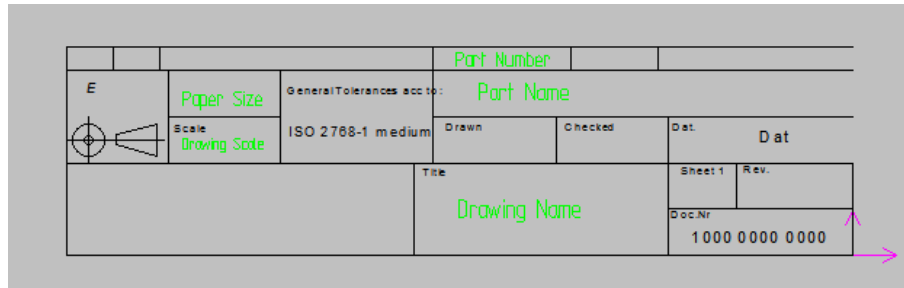 Part Number
E
Paper Size
General Tolerances acc to:
Part Name
Scale
Drawing Scale
ISO 2768-1 medium
Drawn
Checked
Dat.
Dat
Title
Drawing Name
Sheet 1
Rev.
Doc.Nr
1000 0000 0000